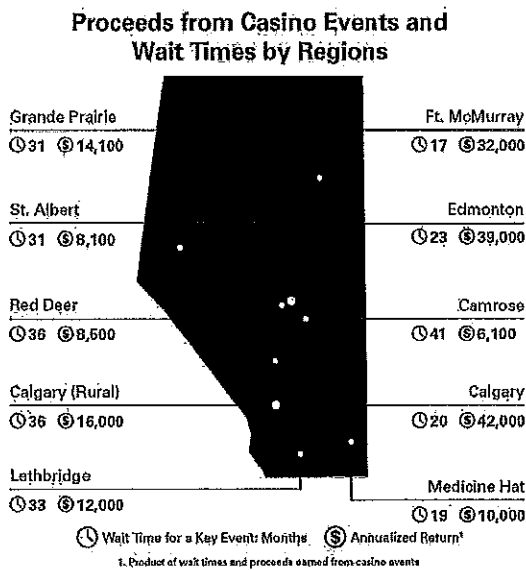 Proceeds from Casino Events and
Wait Times by Regions
Grande Prairie
31 $ 14,100
Ft. McMurray
17 $ 32,000
St. Albert
31 $ 8,100
Edmonton
23 $ 39,000
Red Deer
36 $ 8,500
Camrose
41 $ 6,100
Calgary (Rural)
36 $ 16,000
Calgary
20 $ 42,000
Lethbridge
33 $ 12,000
Medicine Hat
19 $ 10,000
Wait Time for a Key Events Months $ Annualized Return¹
1. Product of wait times and proceeds earned from casino events